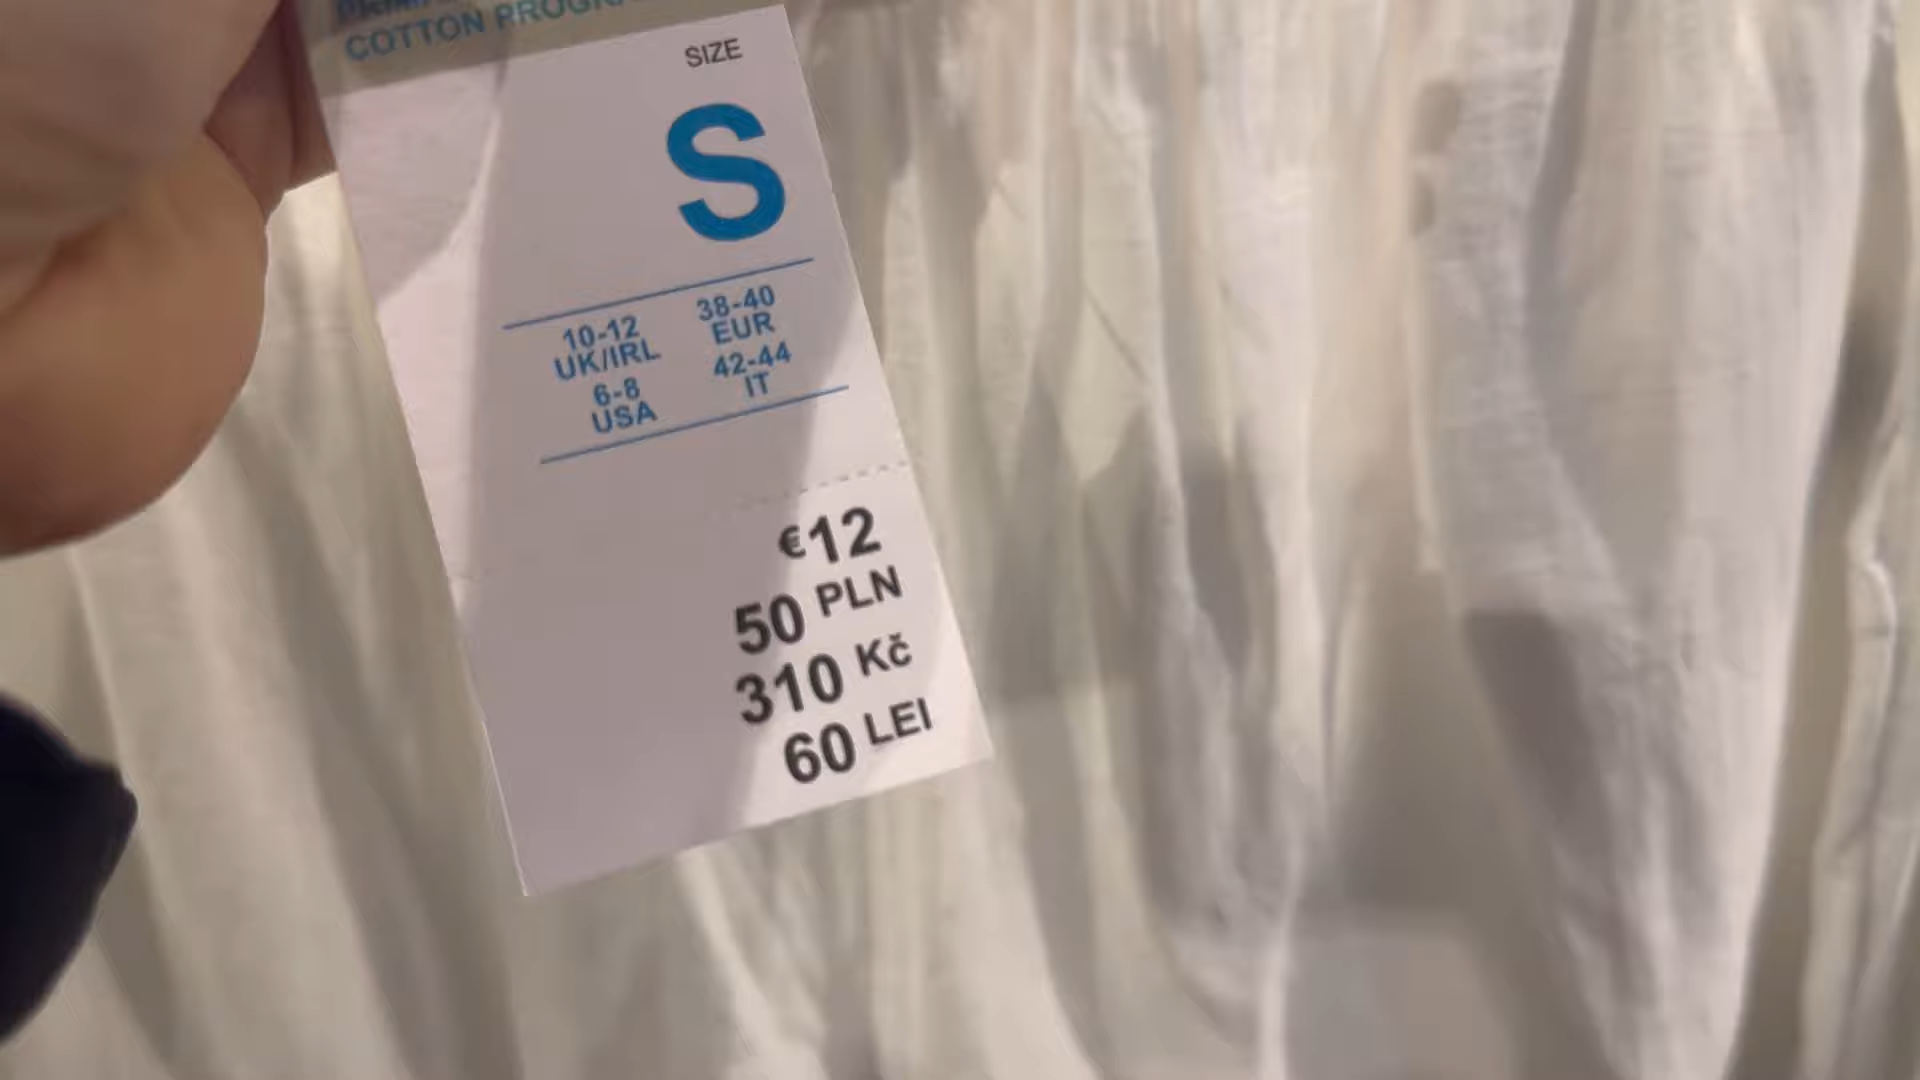 COTTON
SIZE
S
10-12
UK/IRL
38-40
EUR
6-8
USA
42-44
IT
€12
50 PLN
310 Kč
60 LEI